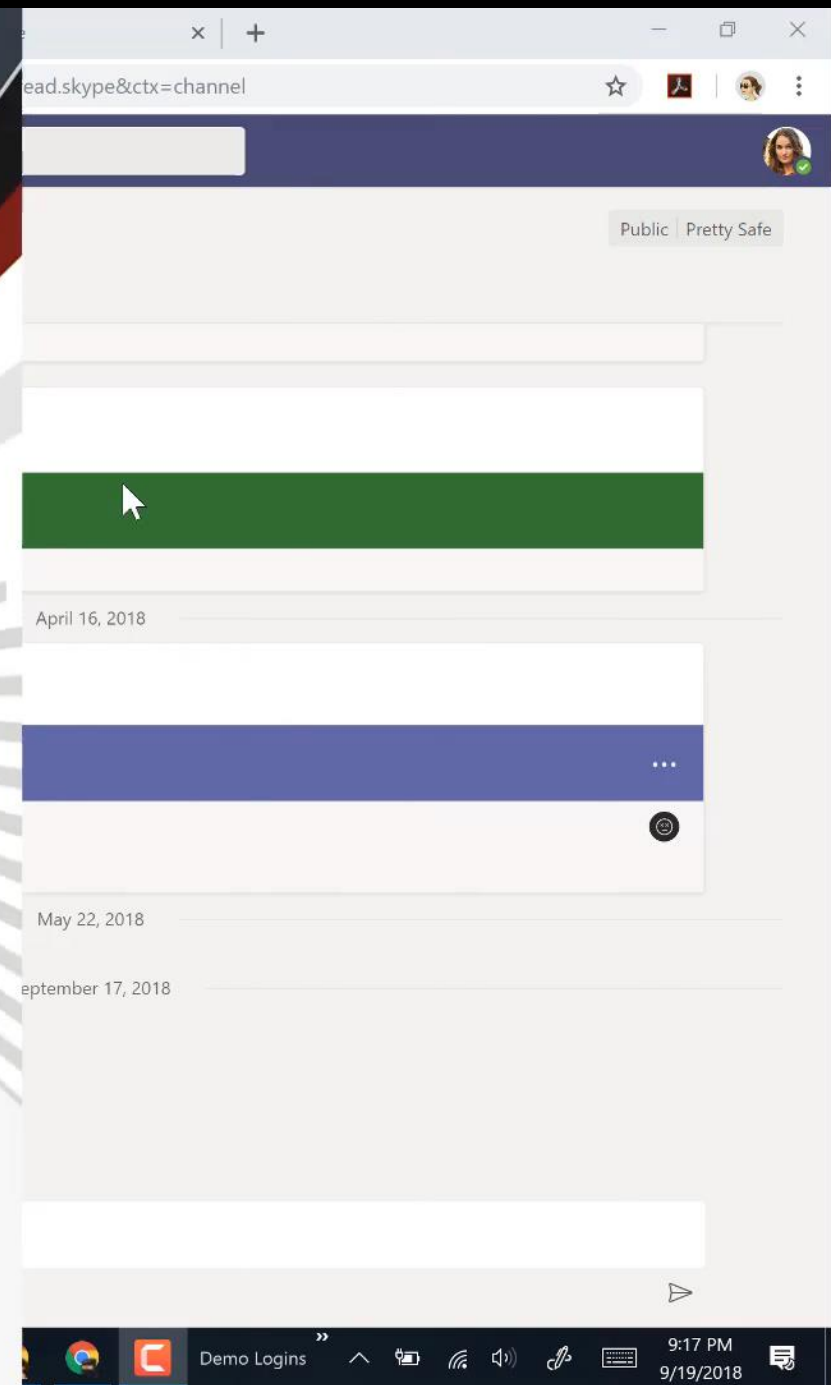 ead.skype&ctx=channel
Public Pretty Safe
April 16, 2018
May 22, 2018
eptember 17, 2018
Demo Logins
9:17 PM
9/19/2018